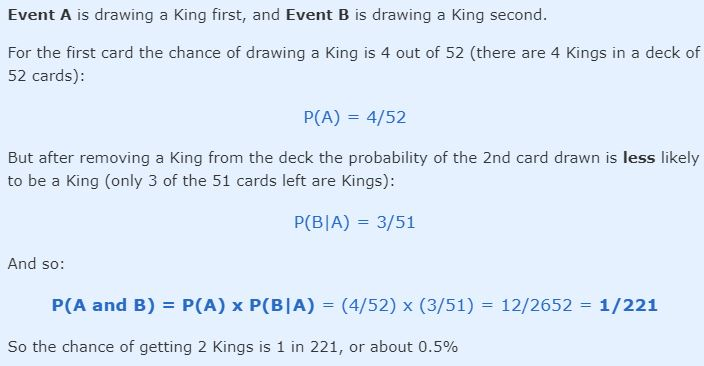 Event A is drawing a King first, and Event B is drawing a King second.
For the first card the chance of drawing a King is 4 out of 52 (there are 4 Kings in a deck of
52 cards):
P(A) = 4/52
But after removing a King from the deck the probability of the 2nd card drawn is less likely
to be a King (only 3 of the 51 cards left are Kings):
P(B|A) = 3/51
And so:
P(A and B) = P(A) x P(B|A) = (4/52) x (3/51) = 12/2652 = 1/221
So the chance of getting 2 Kings is 1 in 221, or about 0.5%